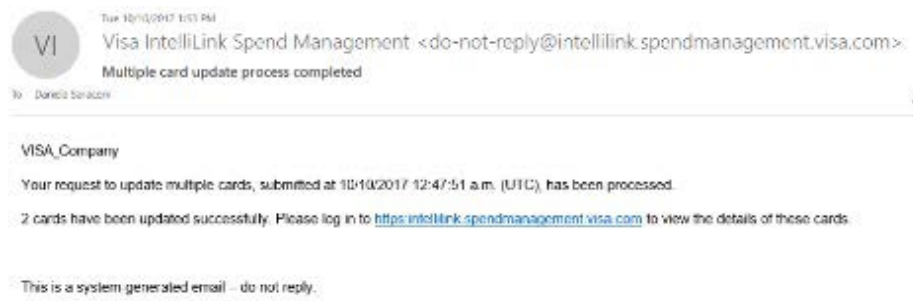 Tue 10/10/2017 1:53 PM
VI
Visa IntelliLink Spend Management <do-not-reply@intellilink.spendmanagement.visa.com>
Multiple card update process completed
To
VISA_Company
Your request to update multiple cards, submitted at 10/10/2017 12:47:51 a.m. (UTC), has been processed.
2 cards have been updated successfully. Please log in to https:intellilink.spendmanagement.visa.com to view the details of these cards.
This is a system generated email – do not reply.